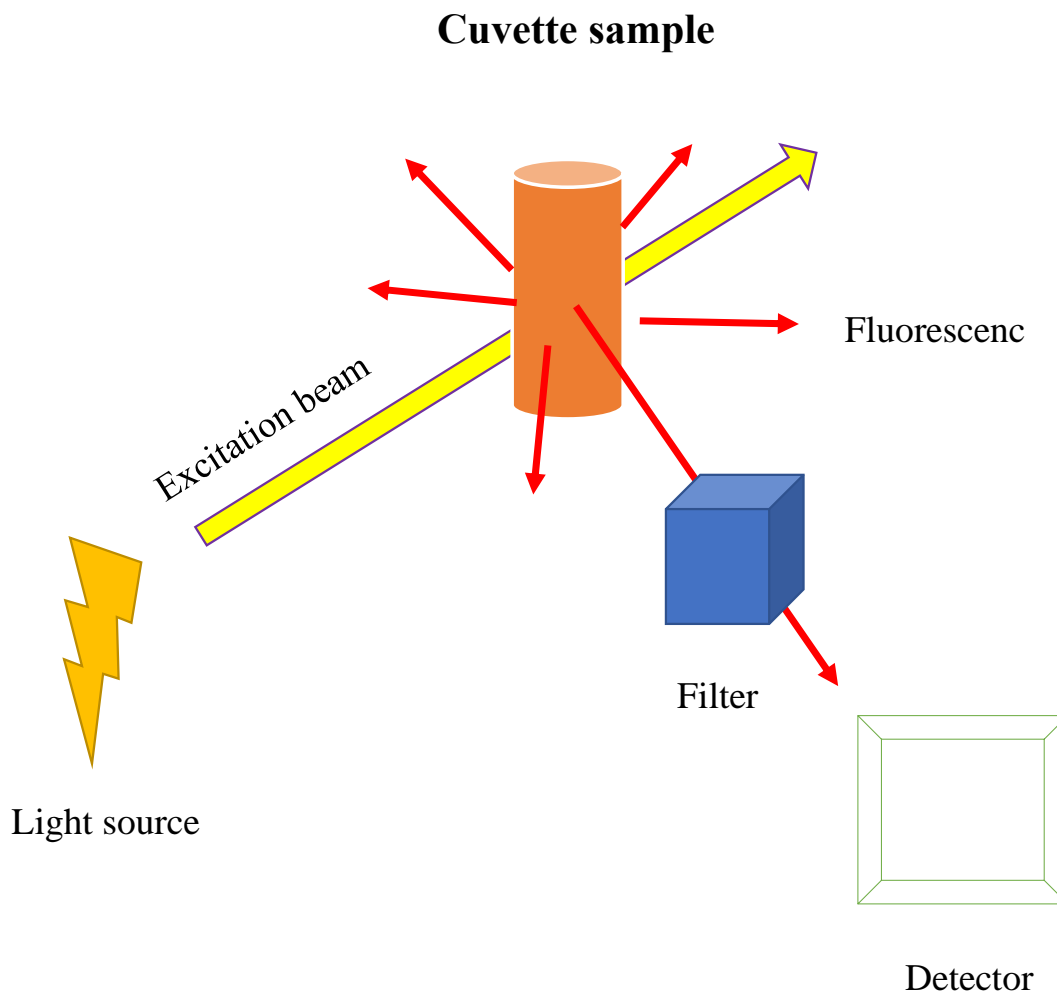 Cuvette sample
Fluorescenc
Excitation beam
Filter
Light source
Detector